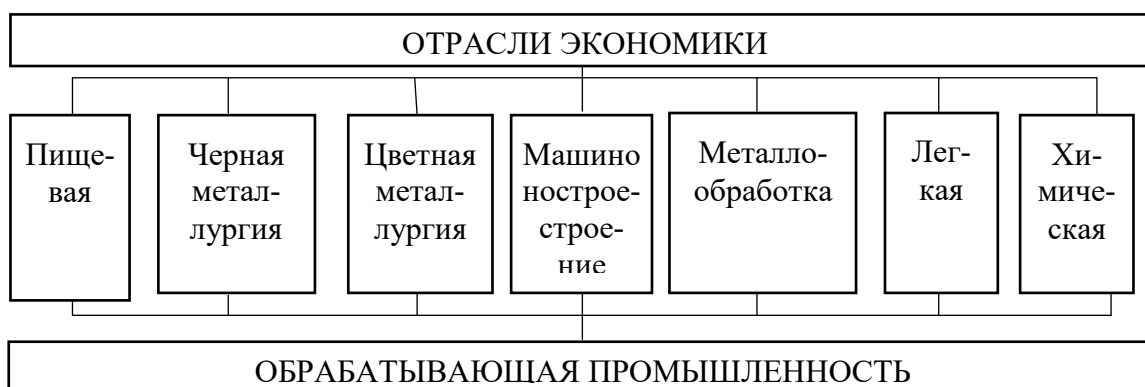 ОТРАСЛИ ЭКОНОМИКИ
Пище-
вая
Черная
метал-
лургия
Цветная
метал-
лургия
Машино
нострое-
строе-
ние
Металло-
обработка
Лег-
кая
Хи-
миче-
ская
ОБРАБАТЫВАЮЩАЯ ПРОМЫШЛЕННОСТЬ